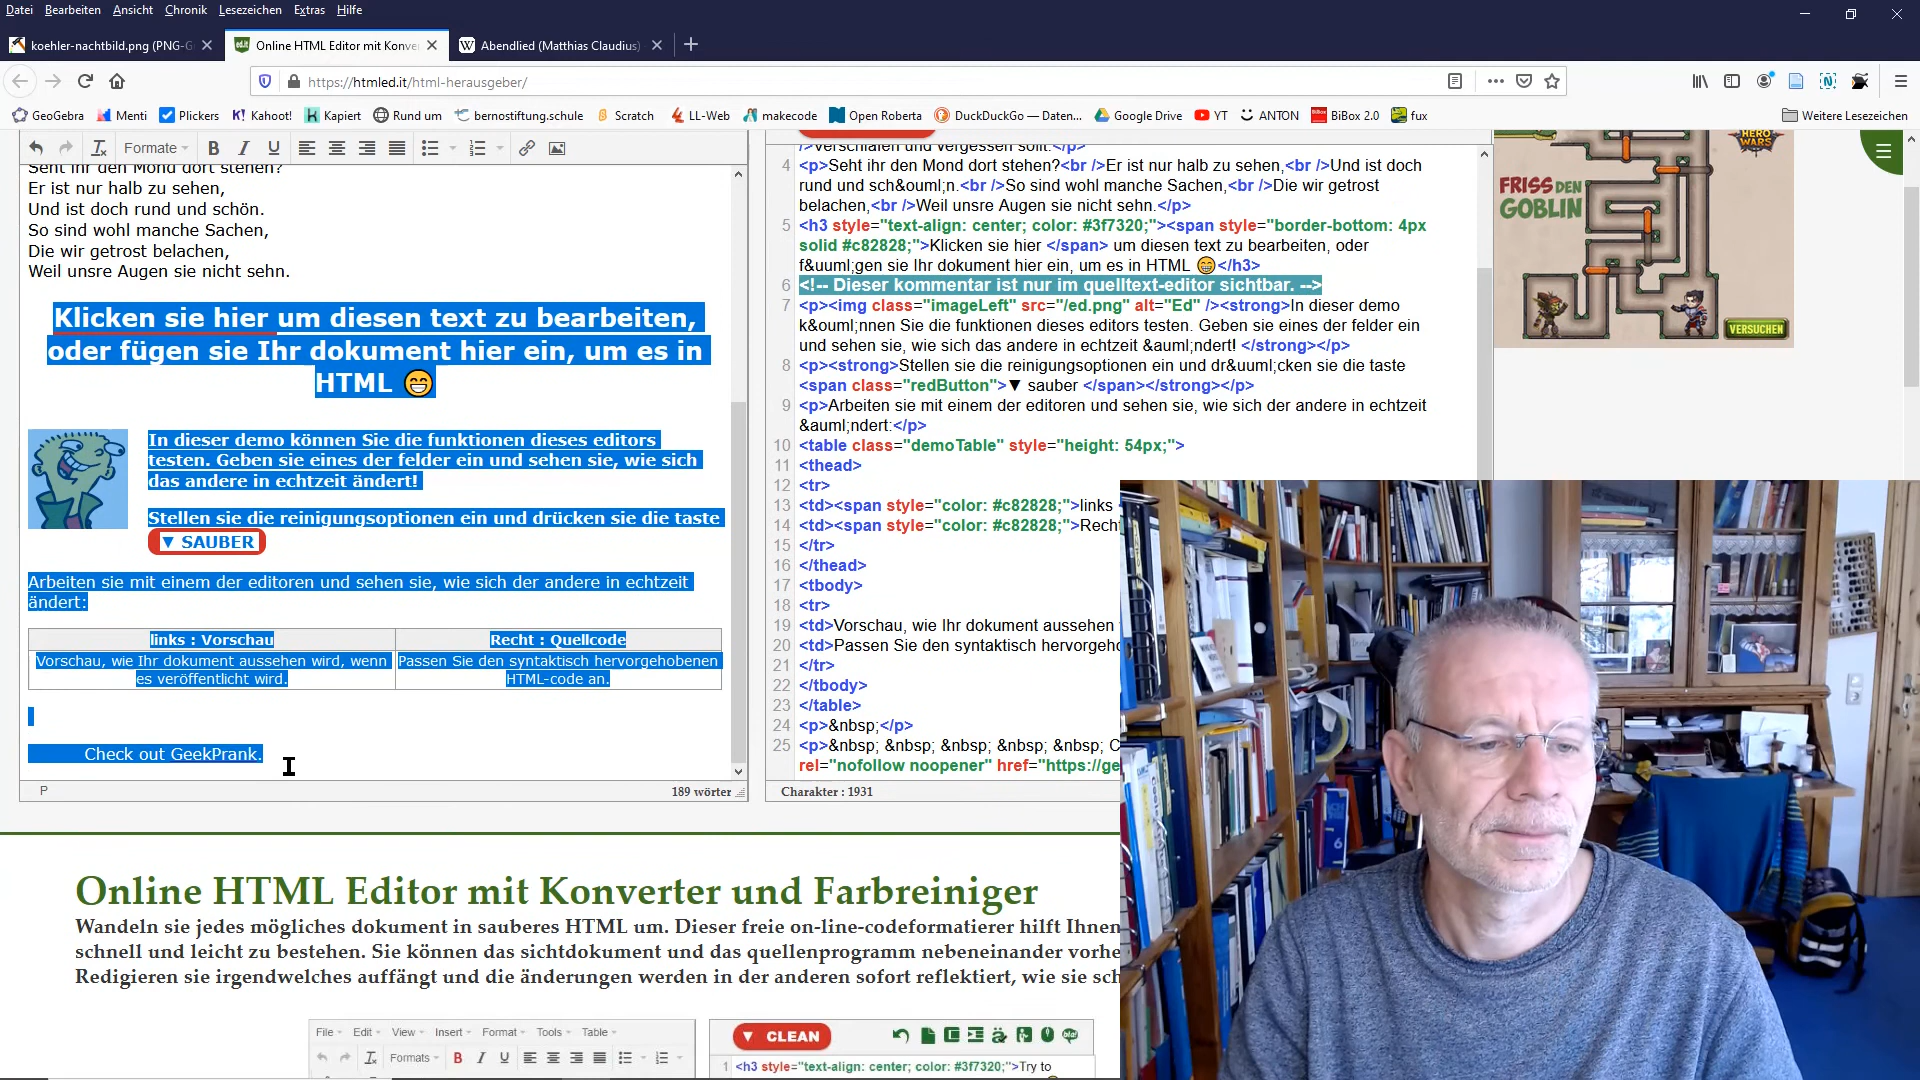 Datei Bearbeiten Ansicht Chronik Lesezeichen Extras Hilfe
koehler-nachtbild.png (PNG-G
Online HTML Editor mit Konve
Abendlied (Matthias Claudius)
https://htmled.it/html-herausgeber/
GeoGebra Menti Plickers Kahoot! Kapiert Rund um bernostiftung.schule Scratch LL-Web makecode Open Roberta DuckDuckGo — Daten... Google Drive YT ANTON BiBox 2.0 fux Weitere Lesezeichen
Formate B I U
Seht ihr den Mond dort stehen?
Er ist nur halb zu sehen,
Und ist doch rund und schön.
So sind wohl manche Sachen,
Die wir getrost belachen,
Weil unsre Augen sie nicht sehn.
Klicken sie hier um diesen text zu bearbeiten,
oder fügen sie Ihr dokument hier ein, um es in
HTML 😁
In dieser demo können Sie die funktionen dieses editors
testen. Geben sie eines der felder ein und sehen sie, wie sich
das andere in echtzeit ändert!
Stellen sie die reinigungsoptionen ein und drücken sie die taste
▼ SAUBER
Arbeiten sie mit einem der editoren und sehen sie, wie sich der andere in echtzeit
ändert:
links : Vorschau
Recht : Quellcode
Vorschau, wie Ihr dokument aussehen wird, wenn
es veröffentlicht wird.
Passen Sie den syntaktisch hervorgehobenen
HTML-code an.
Check out GeekPrank.
P
189 wörter
/>Verschlafen und vergessen sollt.</p>
4 <p>Seht ihr den Mond dort stehen?<br />Er ist nur halb zu sehen,<br />Und ist doch
rund und sch&ouml;n.<br />So sind wohl manche Sachen,<br />Die wir getrost
belachen,<br />Weil unsre Augen sie nicht sehn.</p>
5 <h3 style="text-align: center; color: #3f7320;"><span style="border-bottom: 4px
solid #c82828;">Klicken sie hier </span> um diesen text zu bearbeiten, oder
f&uuml;gen sie Ihr dokument hier ein, um es in HTML 😁</h3>
6 <!-- Dieser kommentar ist nur im quelltext-editor sichtbar. -->
7 <p><img class="imageLeft" src="/ed.png" alt="Ed" /><strong>In dieser demo
k&ouml;nnen Sie die funktionen dieses editors testen. Geben sie eines der felder ein
und sehen sie, wie sich das andere in echtzeit &auml;ndert! </strong></p>
8 <p><strong>Stellen sie die reinigungsoptionen ein und dr&uuml;cken sie die taste
<span class="redButton">▼ sauber </span></strong></p>
9 <p>Arbeiten sie mit einem der editoren und sehen sie, wie sich der andere in echtzeit
&auml;ndert:</p>
10 <table class="demoTable" style="height: 54px;">
11 <thead>
12 <tr>
13 <td><span style="color: #c82828;">links
14 <td><span style="color: #c82828;">Recht
15 </tr>
16 </thead>
17 <tbody>
18 <tr>
19 <td>Vorschau, wie Ihr dokument aussehen
20 <td>Passen Sie den syntaktisch hervorgeho
21 </tr>
22 </tbody>
23 </table>
24 <p>&nbsp;</p>
25 <p>&nbsp; &nbsp; &nbsp; &nbsp; &nbsp; C
rel="nofollow noopener" href="https://ge
Charakter : 1931
HERO
WARS
FRISS DEN
GOBLIN
VERSUCHEN
Online HTML Editor mit Konverter und Farbreiniger
Wandeln sie jedes mögliches dokument in sauberes HTML um. Dieser freie on-line-codeformatierer hilft Ihnen
schnell und leicht zu bestehen. Sie können das sichtdokument und das quellenprogramm nebeneinander vorhe
Redigieren sie irgendwelches auffängt und die änderungen werden in der anderen sofort reflektiert, wie sie sch
File Edit View Insert Format Tools Table
Formats B I U
▼ CLEAN
1 <h3 style="text-align: center; color: #3f7320;">Try to